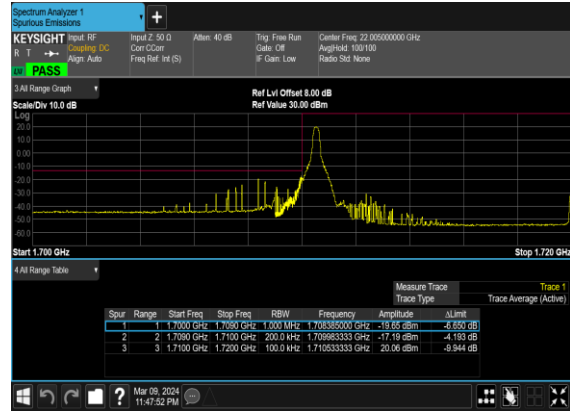 Spectrum Analyzer 1
Spurious Emissions
KEYSIGHT Input: RF Input Z: 50 Ω Atten: 40 dB Trig: Free Run Center Freq: 22.005000000 GHz
R T Coupling: DC Corr CCorr Gate: Off Avg|Hold: 100/100
Align: Auto Freq Ref: Int (S) IF Gain: Low Radio Std: None
PASS
3 All Range Graph
Ref Lvl Offset 8.00 dB
Scale/Div 10.0 dB Ref Value 30.00 dBm
Log
20.0
10.0
0.00
-10.0
-20.0
-30.0
-40.0
-50.0
-60.0
Start 1.700 GHz Stop 1.720 GHz
4 All Range Table
Measure Trace Trace 1
Trace Type Trace Average (Active)
Spur Range Start Freq Stop Freq RBW Frequency Amplitude ΔLimit
1 1 1.7000 GHz 1.7090 GHz 1.000 MHz 1.708385000 GHz -19.65 dBm -6.650 dB
2 2 1.7090 GHz 1.7100 GHz 200.0 kHz 1.709983333 GHz -17.19 dBm -4.193 dB
3 3 1.7100 GHz 1.7200 GHz 100.0 kHz 1.710533333 GHz 20.06 dBm -9.944 dB
Mar 09, 2024
11:47:52 PM